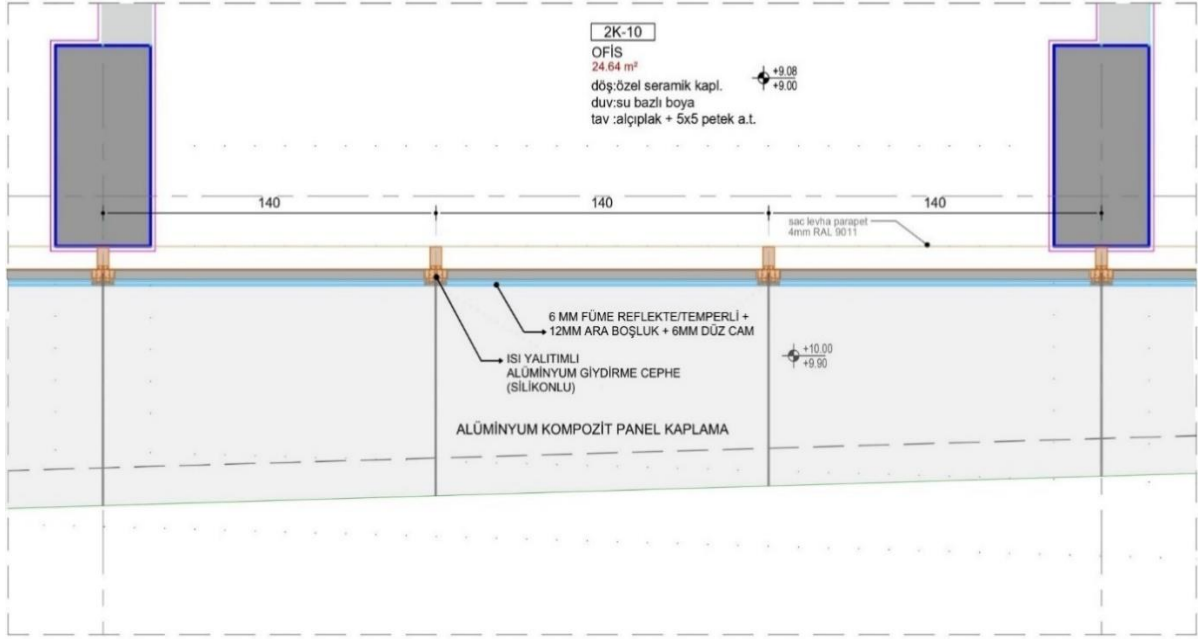 2K-10
OFİS
24.64 m²
döş:özel seramik kapl.
duv:su bazlı boya
tav :alçıplak + 5x5 petek a.t.
+9.08
+9.00
140
140
140
sac levha parapet
4mm RAL 9011
6 MM FÜME REFLEKTE/TEMPERLİ +
12MM ARA BOŞLUK + 6MM DÜZ CAM
ISI YALITIMLI
ALÜMİNYUM GİYDİRME CEPHE
(SİLİKONLU)
+10.00
+9.90
ALÜMİNYUM KOMPOZİT PANEL KAPLAMA